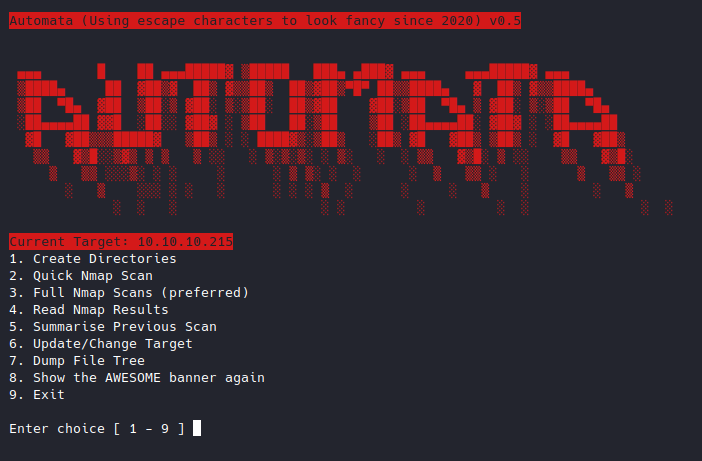 Automata (Using escape characters to look fancy since 2020) v0.5
AUTOMATA
Current Target: 10.10.10.215
1. Create Directories
2. Quick Nmap Scan
3. Full Nmap Scans (preferred)
4. Read Nmap Results
5. Summarise Previous Scan
6. Update/Change Target
7. Dump File Tree
8. Show the AWESOME banner again
9. Exit
Enter choice [ 1 - 9 ]